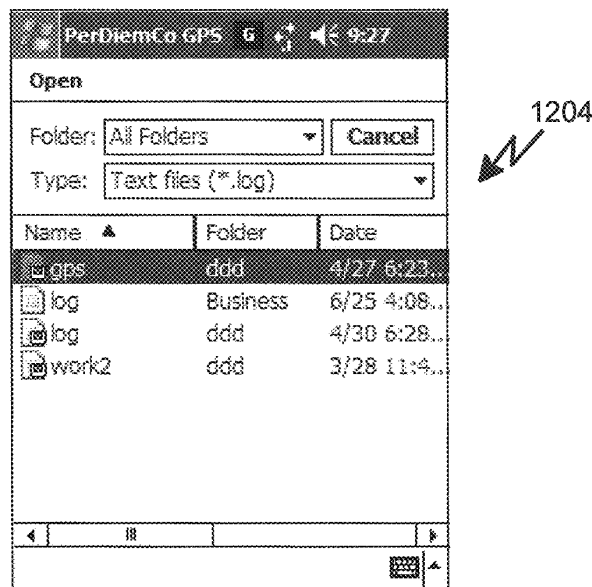 PerDiemCo GPS G 9:27
Open
1204
Folder: All Folders Cancel
Type: Text files (*.log)
Name Folder Date
gps ddd 4/27 6:23...
log Business 6/25 4:08...
log ddd 4/30 6:28...
work2 ddd 3/28 11:4...